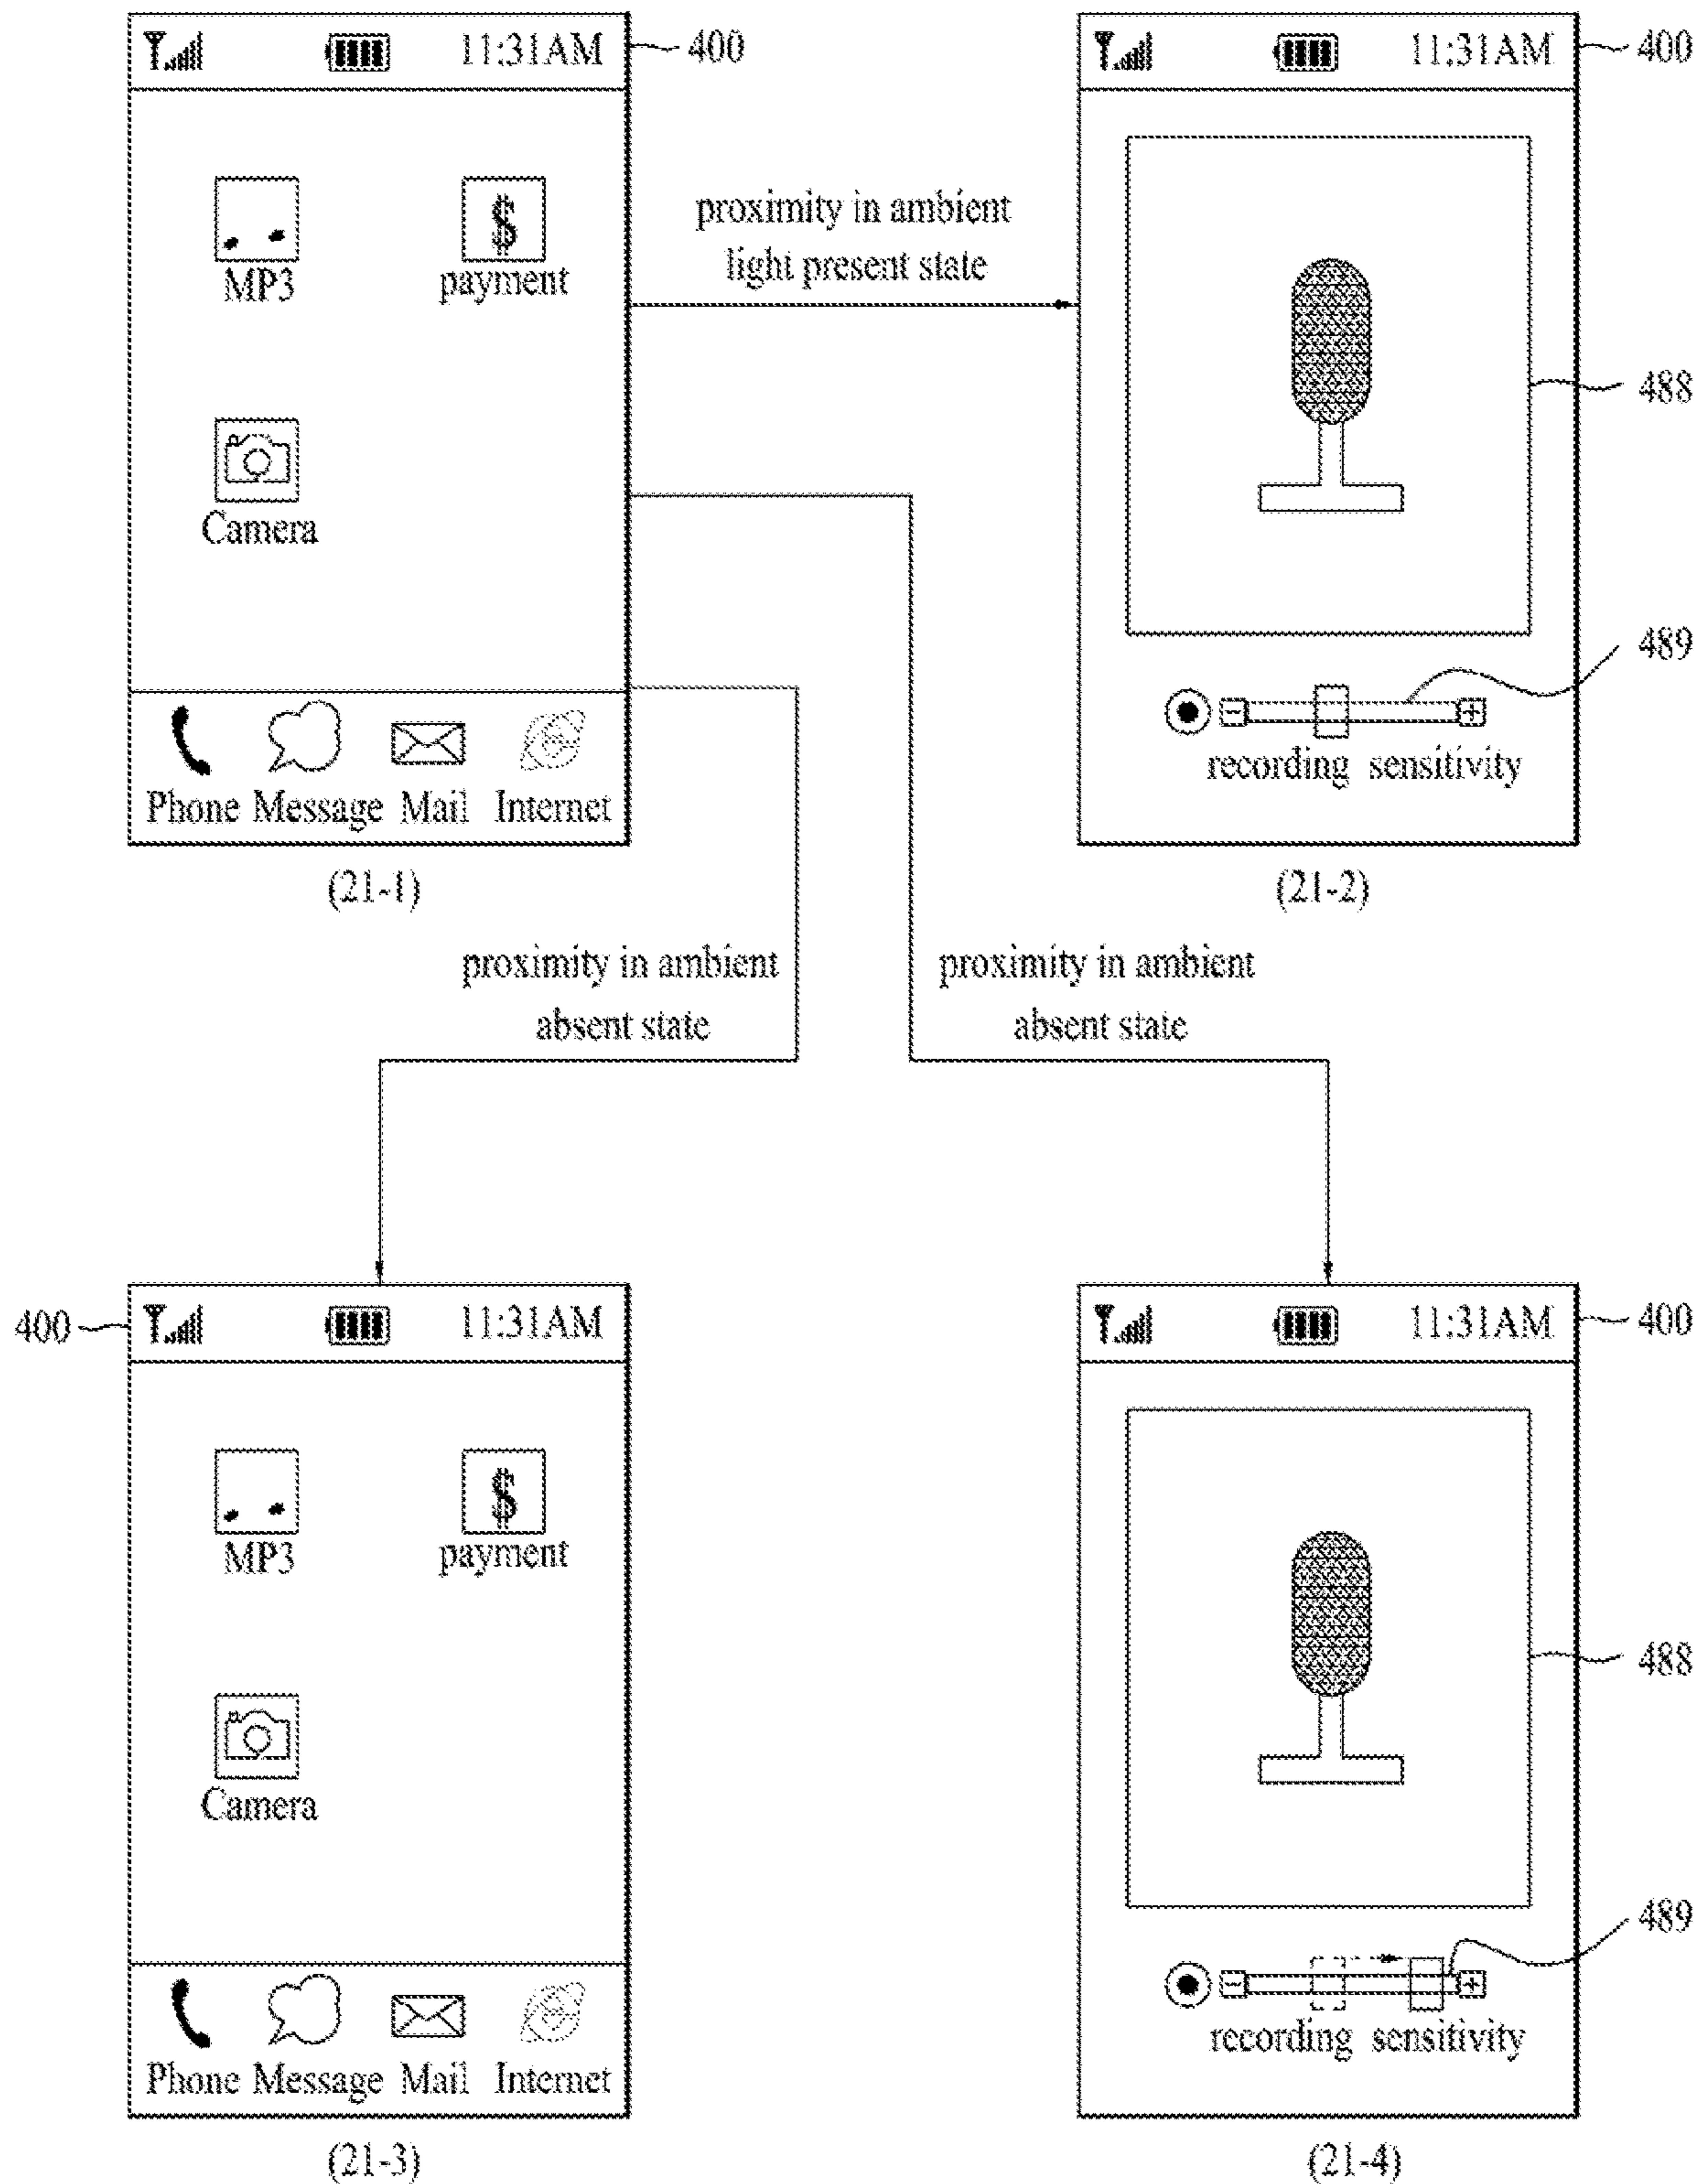 11:31AM
400
MP3
payment
Camera
Phone Message Mail Internet
(21-1)
proximity in ambient
light present state
11:31AM
400
488
489
recording sensitivity
(21-2)
proximity in ambient
absent state
proximity in ambient
absent state
400
11:31AM
MP3
payment
Camera
Phone Message Mail Internet
(21-3)
11:31AM
400
488
489
recording sensitivity
(21-4)